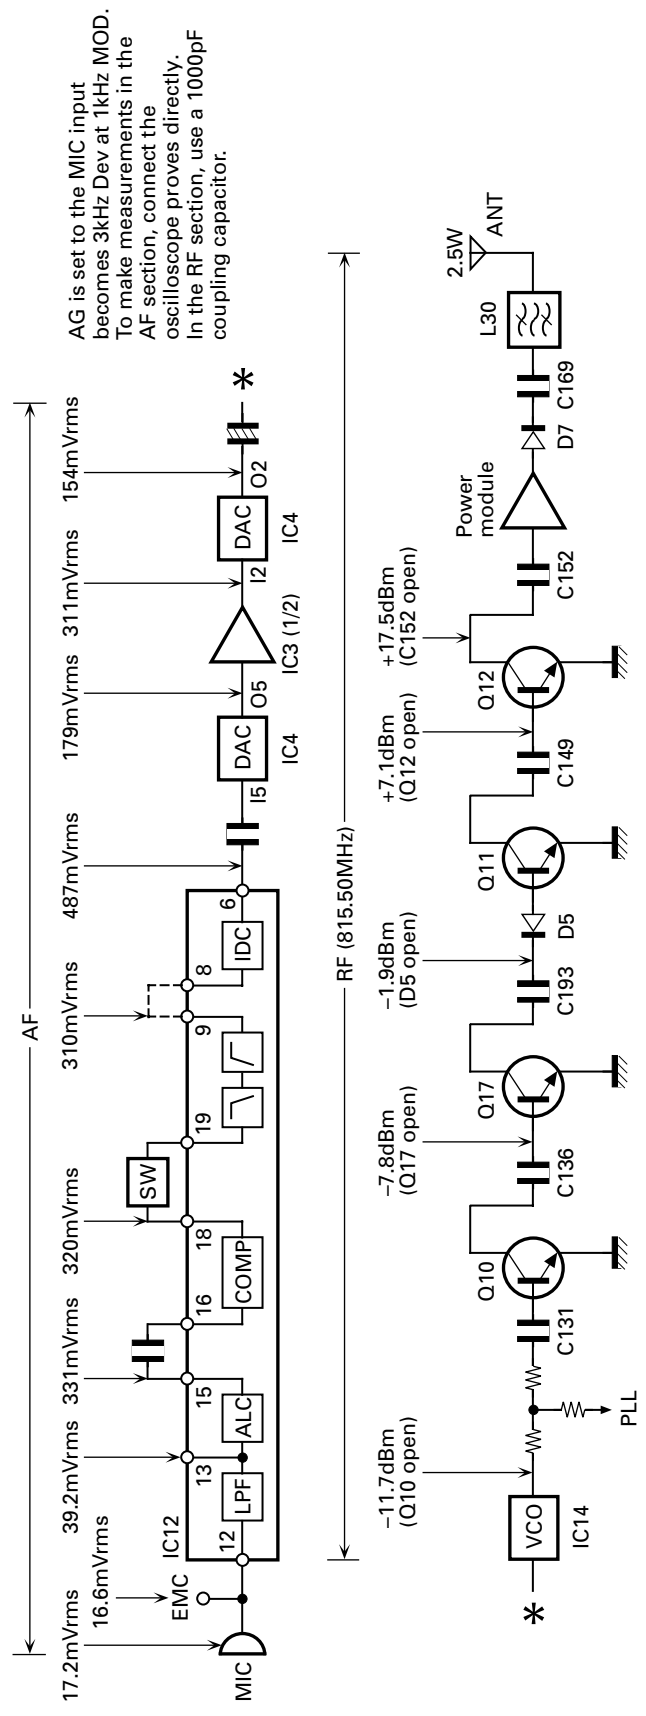 AF
17.2mVrms
16.6mVrms
39.2mVrms
331mVrms
320mVrms
310mVrms
487mVrms
179mVrms
311mVrms
154mVrms
AG is set to the MIC input
becomes 3kHz Dev at 1kHz MOD.
To make measurements in the
AF section, connect the
oscilloscope proves directly.
In the RF section, use a 1000pF
coupling capacitor.
MIC
EMC
IC12
12
LPF
13
ALC
15
16
COMP
18
SW
19
9
8
IDC
6
I5
DAC
IC4
O5
IC3 (1/2)
I2
DAC
IC4
O2
*
RF (815.50MHz)
–11.7dBm
(Q10 open)
–7.8dBm
(Q17 open)
–1.9dBm
(D5 open)
+7.1dBm
(Q12 open)
+17.5dBm
(C152 open)
Power
module
2.5W
ANT
*
VCO
IC14
PLL
C131
Q10
C136
Q17
C193
D5
Q11
C149
Q12
C152
D7
C169
L30